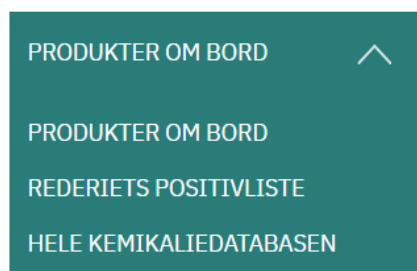 PRODUKTER OM BORD
PRODUKTER OM BORD
REDERIETS POSITIVLISTE
HELE KEMIKALIEDATABASEN